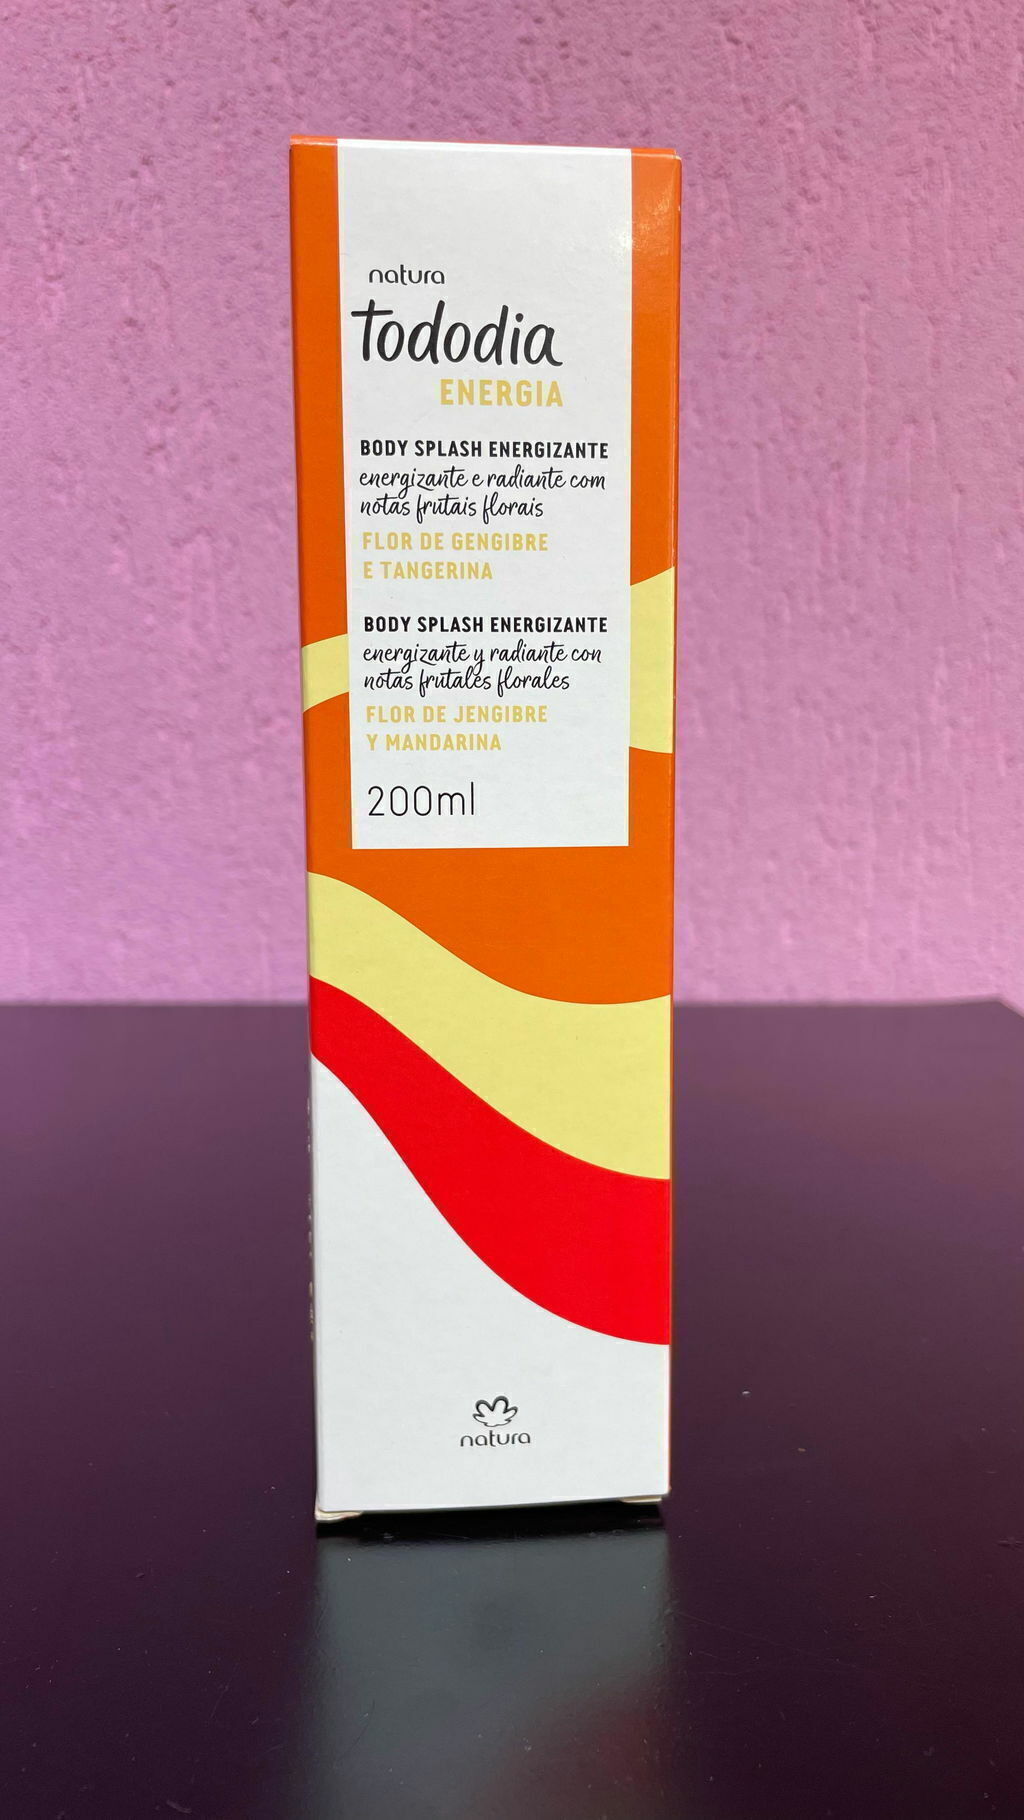 natura
tododia
ENERGIA
BODY SPLASH ENERGIZANTE
energizante e radiante com
notas frutais florais
FLOR DE GENGIBRE
E TANGERINA
BODY SPLASH ENERGIZANTE
energizante y radiante con
notas frutales florales
FLOR DE JENGIBRE
Y MANDARINA
200ml
natura